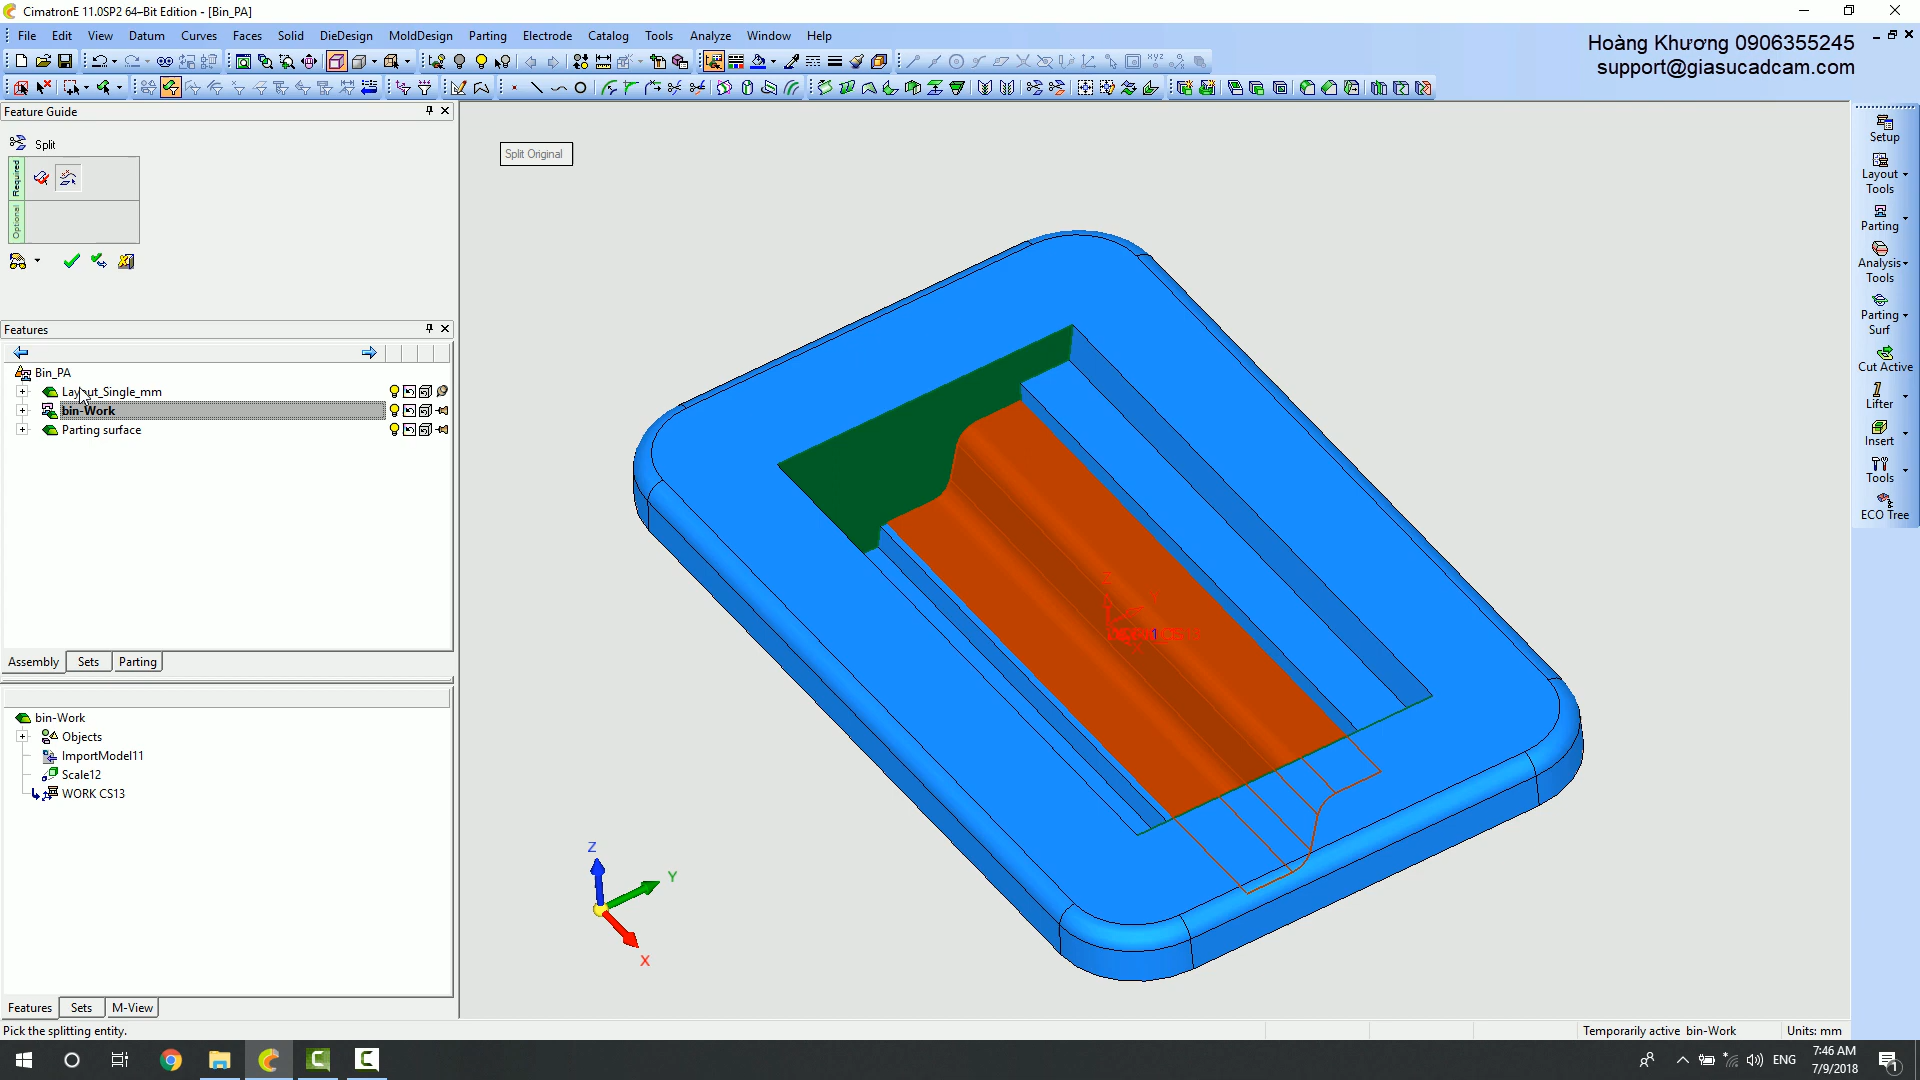 CimatronE 11.0SP2 64–Bit Edition - [Bin_PA]
File Edit View Datum Curves Faces Solid DieDesign MoldDesign Parting Electrode Catalog Tools Analyze Window Help
Hoàng Khương 0906355245
support@giasucadcam.com
Feature Guide
Split
Required
Optional
Split Original
Features
Bin_PA
Layout_Single_mm
bin-Work
Parting surface
Assembly Sets Parting
bin-Work
Objects
ImportModel11
Scale12
WORK CS13
Features Sets M-View
Z
Y
X
Setup
Layout
Tools
Parting
Analysis
Tools
Parting
Surf
Cut Active
Lifter
Insert
Tools
ECO Tree
Pick the splitting entity.
Temporarily active bin-Work
Units: mm
ENG
7:46 AM
7/9/2018